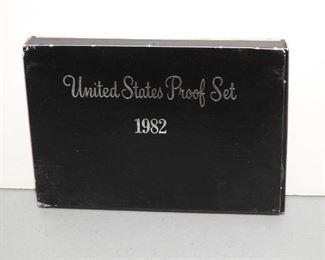 United States Proof Set
1982